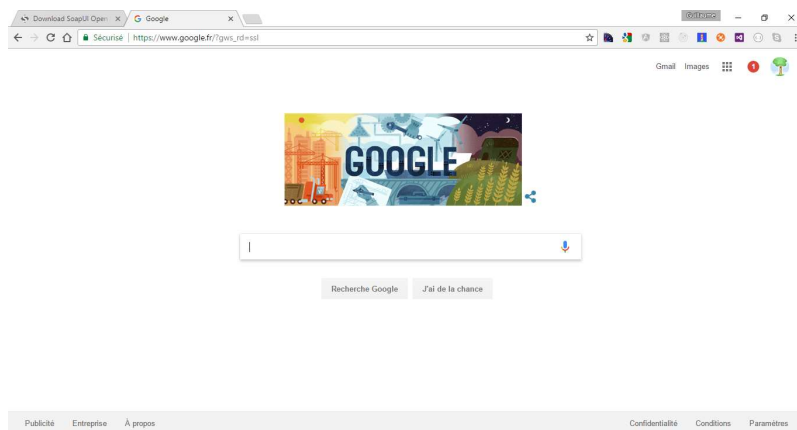 Download SoapUI Open
Google
Guillaume
Sécurisé | https://www.google.fr/?gws_rd=ssl
Gmail Images
1
GOOGLE
Recherche Google
J'ai de la chance
Publicité Entreprise À propos
Confidentialité Conditions Paramètres